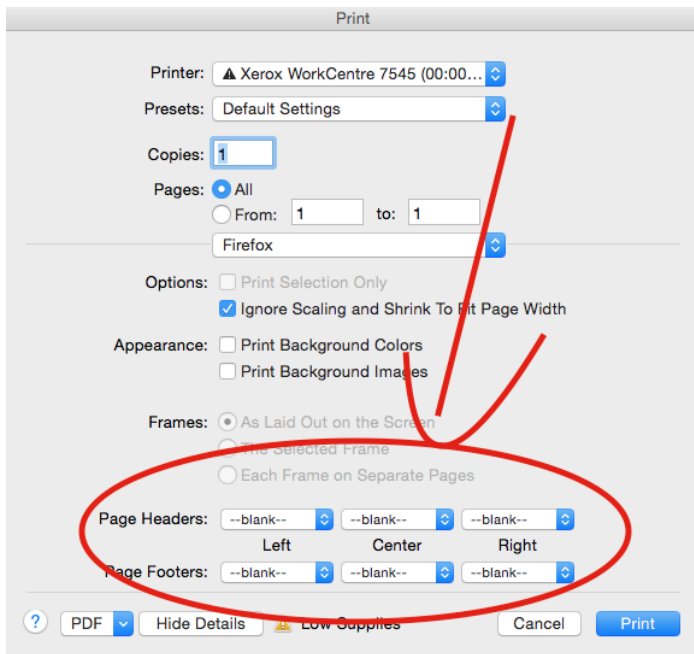 Print
Printer: Xerox WorkCentre 7545 (00:00...
Presets: Default Settings
Copies: 1
Pages: All
From: 1 to: 1
Firefox
Options: Print Selection Only
Ignore Scaling and Shrink To Fit Page Width
Appearance: Print Background Colors
Print Background Images
Frames: As Laid Out on the Screen
The Selected Frame
Each Frame on Separate Pages
Page Headers: --blank-- --blank-- --blank--
Left Center Right
Page Footers: --blank-- --blank-- --blank--
? PDF Hide Details Low Supplies Cancel Print